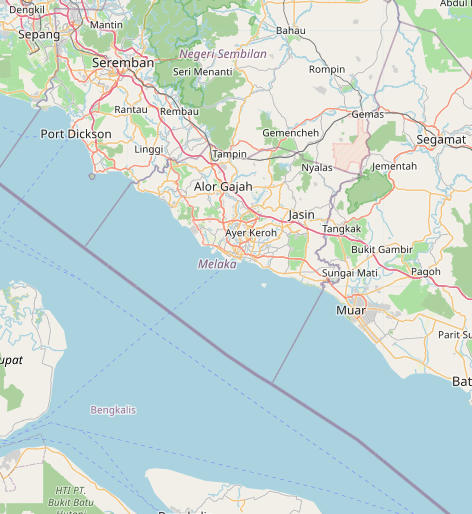 Dengkil
Abdul
Mantin
Bahau
Sepang
Negeri Sembilan
Seremban
Seri Menanti
Rompin
Rantau
Rembau
Gemas
Port Dickson
Gemencheh
Segamat
Linggi
Tampin
Nyalas
Jementah
Alor Gajah
Jasin
Ayer Keroh
Tangkak
Bukit Gambir
Melaka
Sungai Mati
Pagoh
Muar
Parit Su
upat
Bat
Bengkalis
HTI PT.
Bukit Batu